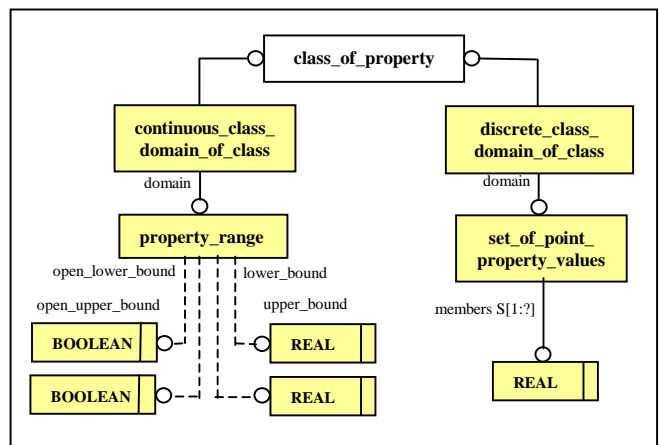 class_of_property
continuous_class_
domain_of_class
discrete_class_
domain_of_class
domain
domain
property_range
set_of_point_
property_values
open_lower_bound
lower_bound
open_upper_bound
upper_bound
members S[1:?]
BOOLEAN
REAL
BOOLEAN
REAL
REAL